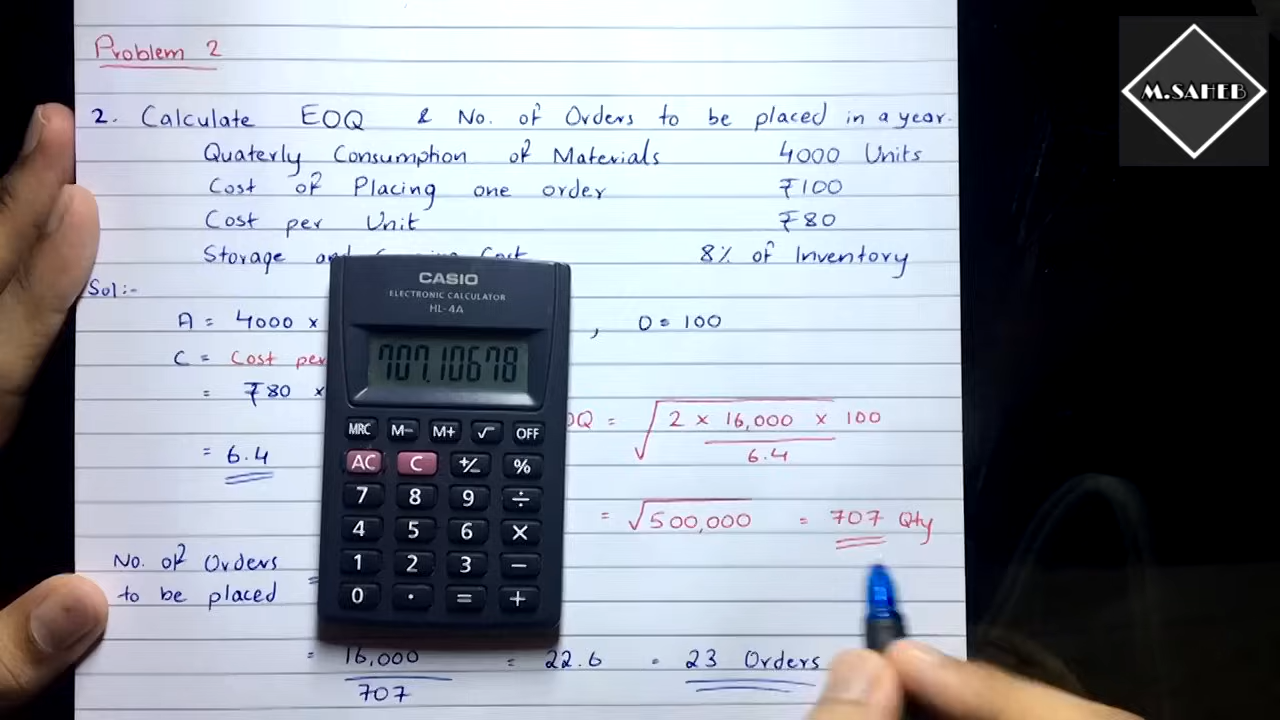 Problem 2
M.SAHEB
2. Calculate EOQ & No. of Orders to be placed in a year.
Quaterly Consumption of Materials 4000 Units
Cost of Placing one order ₹100
Cost per Unit ₹80
Storage and Cost 8% of Inventory
Sol:-
A = 4000 × , O = 100
C = Cost per
= ₹80 ×
= 6.4
OQ = √ 2 × 16,000 × 100
6.4
= √500,000 = 707 Qty
No. of Orders
to be placed =
= 16,000 = 22.6 = 23 Orders
707
CASIO
ELECTRONIC CALCULATOR
HL-4A
707.10678
MRC M- M+ √ OFF
AC C +/- %
7 8 9 ÷
4 5 6 ×
1 2 3 -
0 . = +